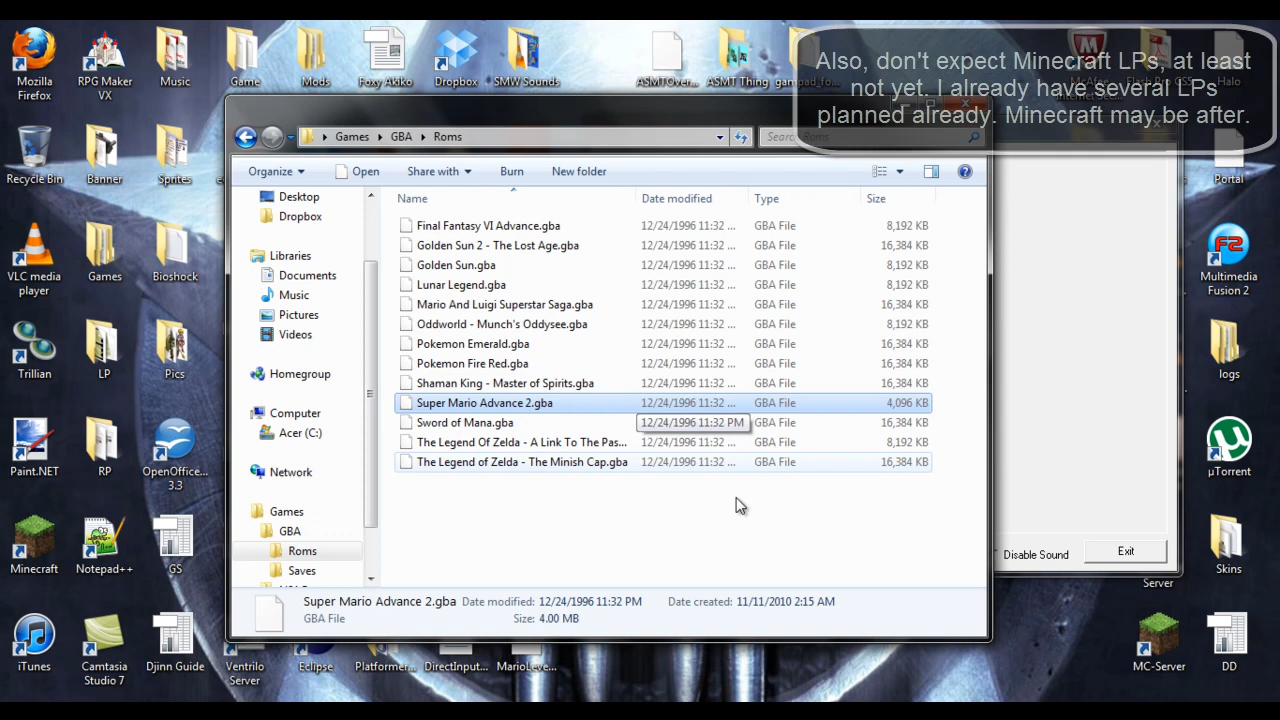 Mozilla
Firefox
RPG Maker
VX
Music
Game
Mods
Foxy Akiko
Dropbox
SMW Sounds
ASMTOver...
ASMT Thing
Halo
Also, don't expect Minecraft LPs, at least
not yet. I already have several LPs
planned already. Minecraft may be after.
Games
GBA
Roms
Recycle Bin
Banner
Sprites
Portal
Organize
Open
Share with
Burn
New folder
Desktop
Dropbox
Libraries
Documents
Music
Pictures
Videos
Homegroup
Computer
Acer (C:)
Network
Games
GBA
Roms
Saves
Name Date modified Type Size
Final Fantasy VI Advance.gba 12/24/1996 11:32 ... GBA File 8,192 KB
Golden Sun 2 - The Lost Age.gba 12/24/1996 11:32 ... GBA File 16,384 KB
Golden Sun.gba 12/24/1996 11:32 ... GBA File 8,192 KB
Lunar Legend.gba 12/24/1996 11:32 ... GBA File 8,192 KB
Mario And Luigi Superstar Saga.gba 12/24/1996 11:32 ... GBA File 16,384 KB
Oddworld - Munch's Oddysee.gba 12/24/1996 11:32 ... GBA File 8,192 KB
Pokemon Emerald.gba 12/24/1996 11:32 ... GBA File 16,384 KB
Pokemon Fire Red.gba 12/24/1996 11:32 ... GBA File 16,384 KB
Shaman King - Master of Spirits.gba 12/24/1996 11:32 ... GBA File 16,384 KB
Super Mario Advance 2.gba 12/24/1996 11:32 ... GBA File 4,096 KB
Sword of Mana.gba 12/24/1996 11:32 PM GBA File 16,384 KB
The Legend Of Zelda - A Link To The Pas... 12/24/1996 11:32 ... GBA File 8,192 KB
The Legend of Zelda - The Minish Cap.gba 12/24/1996 11:32 ... GBA File 16,384 KB
Super Mario Advance 2.gba Date modified: 12/24/1996 11:32 PM Date created: 11/11/2010 2:15 AM
GBA File Size: 4.00 MB
VLC media
player
Games
Bioshock
Multimedia
Fusion 2
Trillian
LP
Pics
logs
Paint.NET
RP
OpenOffice...
3.3
µTorrent
Minecraft
Notepad++
GS
Disable Sound
Exit
Skins
Server
iTunes
Camtasia
Studio 7
Djinn Guide
Ventrilo
Server
Eclipse
Platformer...
DirectInput...
MarioLeve...
MC-Server
DD